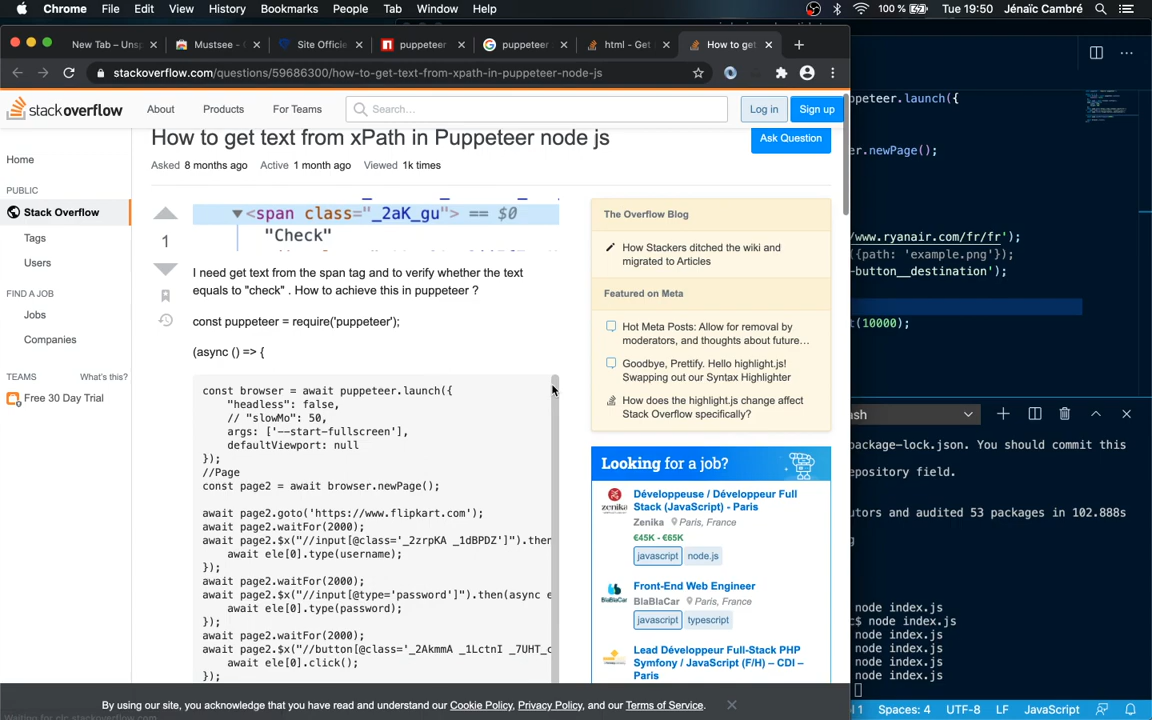 Chrome File Edit View History Bookmarks People Tab Window Help 100 % Tue 19:50 Jénaïc Cambré
New Tab – Uns Mustsee - Site Officie puppeteer puppeteer html - Get How to get
stackoverflow.com/questions/59686300/how-to-get-text-from-xpath-in-puppeteer-node-js
stackoverflow About Products For Teams Search... Log in Sign up
How to get text from xPath in Puppeteer node js
Ask Question
Asked 8 months ago Active 1 month ago Viewed 1k times
Home
PUBLIC
Stack Overflow
Tags
Users
FIND A JOB
Jobs
Companies
TEAMS What's this?
Free 30 Day Trial
1
<span class="_2aK_gu"> == $0
"Check"
I need get text from the span tag and to verify whether the text
equals to "check" . How to achieve this in puppeteer ?
const puppeteer = require('puppeteer');
(async () => {
const browser = await puppeteer.launch({
"headless": false,
// "slowMo": 50,
args: ['--start-fullscreen'],
defaultViewport: null
});
//Page
const page2 = await browser.newPage();
await page2.goto('https://www.flipkart.com');
await page2.waitFor(2000);
await page2.$x("//input[@class='_2zrpKA _1dBPDZ']").then
await ele[0].type(username);
});
await page2.waitFor(2000);
await page2.$x("//input[@type='password']").then(async e
await ele[0].type(password);
});
await page2.waitFor(2000);
await page2.$x("//button[@class='_2AkmmA _1LctnI _7UHT_c
await ele[0].click();
});
The Overflow Blog
How Stackers ditched the wiki and
migrated to Articles
Featured on Meta
Hot Meta Posts: Allow for removal by
moderators, and thoughts about future…
Goodbye, Prettify. Hello highlight.js!
Swapping out our Syntax Highlighter
How does the highlight.js change affect
Stack Overflow specifically?
Looking for a job?
Développeuse / Développeur Full
Stack (JavaScript) - Paris
Zenika Paris, France
€45K - €65K
javascript node.js
Front-End Web Engineer
BlaBlaCar Paris, France
javascript typescript
Lead Développeur Full-Stack PHP
Symfony / JavaScript (F/H) – CDI –
Paris
zenika
BlaBlaCar
By using our site, you acknowledge that you have read and understand our Cookie Policy, Privacy Policy, and our Terms of Service.
ppeteer.launch({
er.newPage();
/www.ryanair.com/fr/fr');
({path: 'example.png'});
-button__destination');
t(10000);
ash
package-lock.json. You should commit this
epository field.
utors and audited 53 packages in 102.888s
node index.js
c$ node index.js
node index.js
node index.js
node index.js
node index.js
Spaces: 4 UTF-8 LF JavaScript